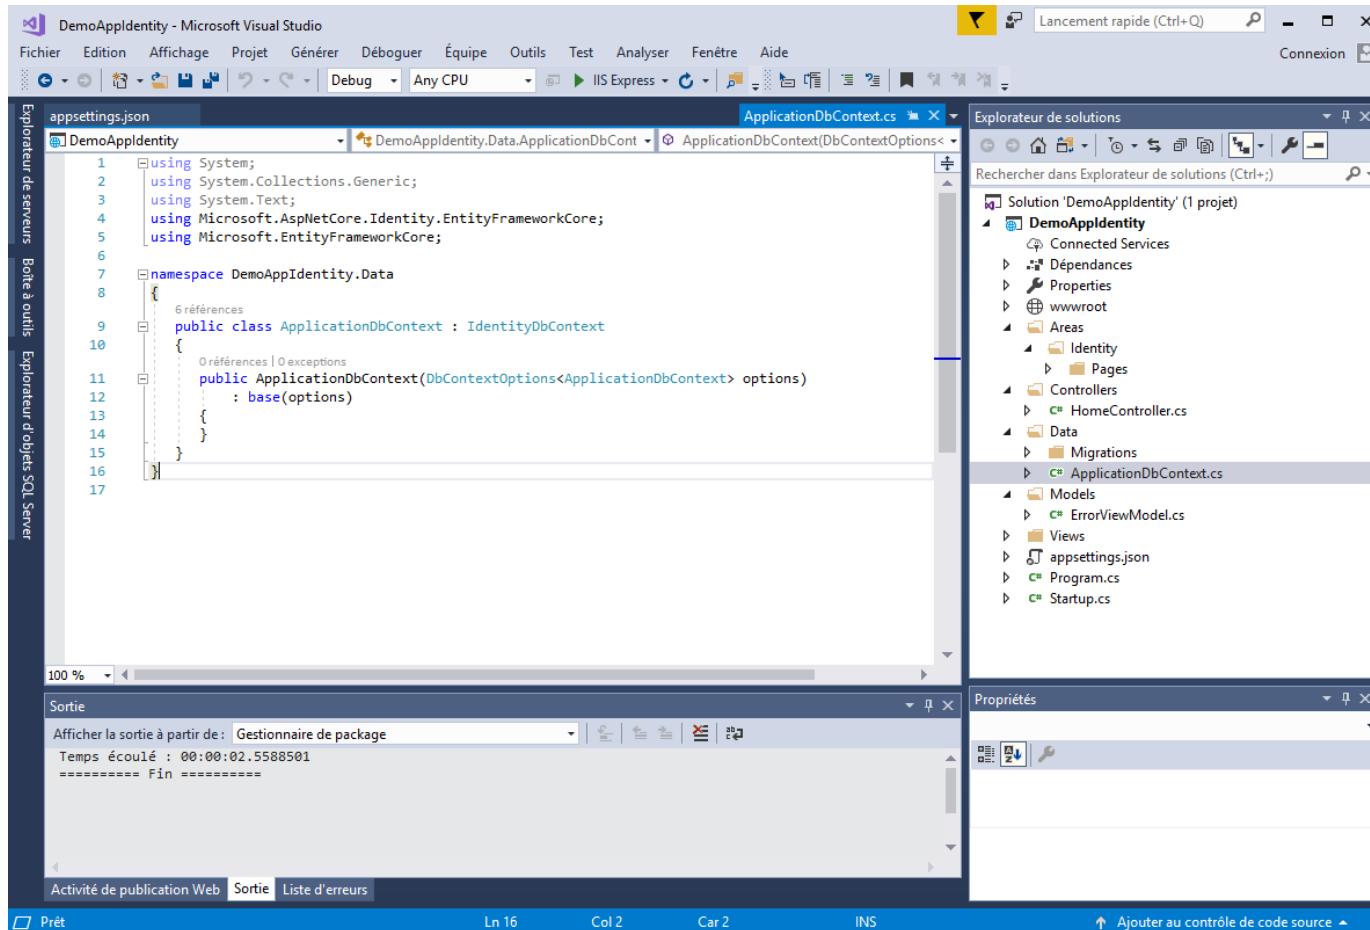 DemoAppIdentity - Microsoft Visual Studio
Lancement rapide (Ctrl+Q)
Fichier Edition Affichage Projet Générer Déboguer Équipe Outils Test Analyser Fenêtre Aide
Connexion
Debug Any CPU IIS Express
Explorateur de serveurs
Boîte à outils
Explorateur d'objets SQL Server
appsettings.json
ApplicationDbContext.cs
DemoAppIdentity
DemoAppIdentity.Data.ApplicationDbCont
ApplicationDbContext(DbContextOptions<
1 using System;
2 using System.Collections.Generic;
3 using System.Text;
4 using Microsoft.AspNetCore.Identity.EntityFrameworkCore;
5 using Microsoft.EntityFrameworkCore;
6
7 namespace DemoAppIdentity.Data
8 {
6 références
9 public class ApplicationDbContext : IdentityDbContext
10 {
0 références | 0 exceptions
11 public ApplicationDbContext(DbContextOptions<ApplicationDbContext> options)
12 : base(options)
13 {
14 }
15 }
16 }
17
100 %
Sortie
Afficher la sortie à partir de : Gestionnaire de package
Temps écoulé : 00:00:02.5588501
========== Fin ==========
Activité de publication Web Sortie Liste d'erreurs
Explorateur de solutions
Rechercher dans Explorateur de solutions (Ctrl+;)
Solution 'DemoAppIdentity' (1 projet)
DemoAppIdentity
Connected Services
Dépendances
Properties
wwwroot
Areas
Identity
Pages
Controllers
C# HomeController.cs
Data
Migrations
C# ApplicationDbContext.cs
Models
C# ErrorViewModel.cs
Views
appsettings.json
C# Program.cs
C# Startup.cs
Propriétés
Prêt Ln 16 Col 2 Car 2 INS Ajouter au contrôle de code source